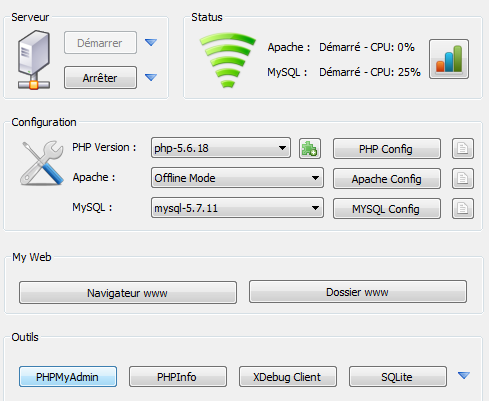 Serveur
Démarrer
Arrêter
Status
Apache : Démarré - CPU: 0%
MySQL : Démarré - CPU: 25%
Configuration
PHP Version : php-5.6.18 PHP Config
Apache : Offline Mode Apache Config
MySQL : mysql-5.7.11 MYSQL Config
My Web
Navigateur www Dossier www
Outils
PHPMyAdmin PHPInfo XDebug Client SQLite